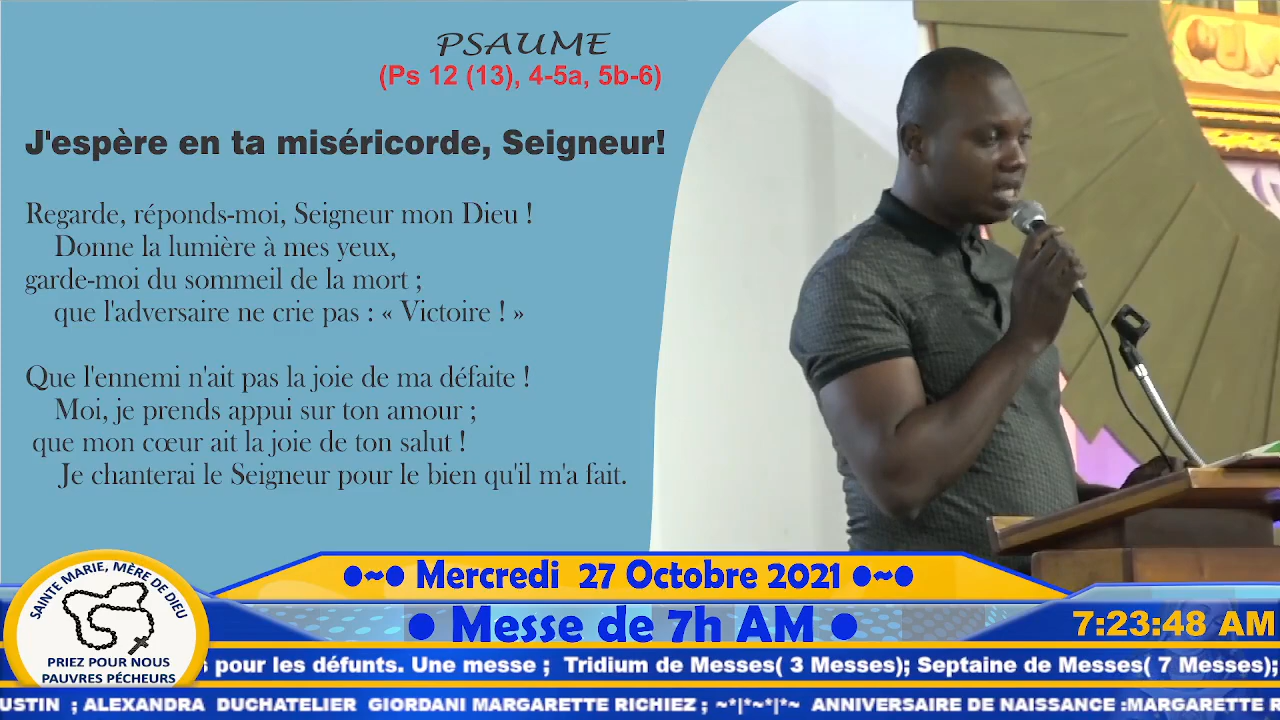 PSAUME
(Ps 12 (13), 4-5a, 5b-6)
J'espère en ta miséricorde, Seigneur!
Regarde, réponds-moi, Seigneur mon Dieu !
Donne la lumière à mes yeux,
garde-moi du sommeil de la mort ;
que l'adversaire ne crie pas : « Victoire ! »
Que l'ennemi n'ait pas la joie de ma défaite !
Moi, je prends appui sur ton amour ;
que mon cœur ait la joie de ton salut !
Je chanterai le Seigneur pour le bien qu'il m'a fait.
●~● Mercredi 27 Octobre 2021 ●~●
● Messe de 7h AM ●
7:23:48 AM
SAINTE MARIE, MÈRE DE DIEU
PRIEZ POUR NOUS
PAUVRES PÉCHEURS
pour les défunts. Une messe ; Tridium de Messes( 3 Messes); Septaine de Messes( 7 Messes);
USTIN ; ALEXANDRA DUCHATELIER GIORDANI MARGARETTE RICHIEZ ; ~*|*~*|*~ ANNIVERSAIRE DE NAISSANCE :MARGARETTE R